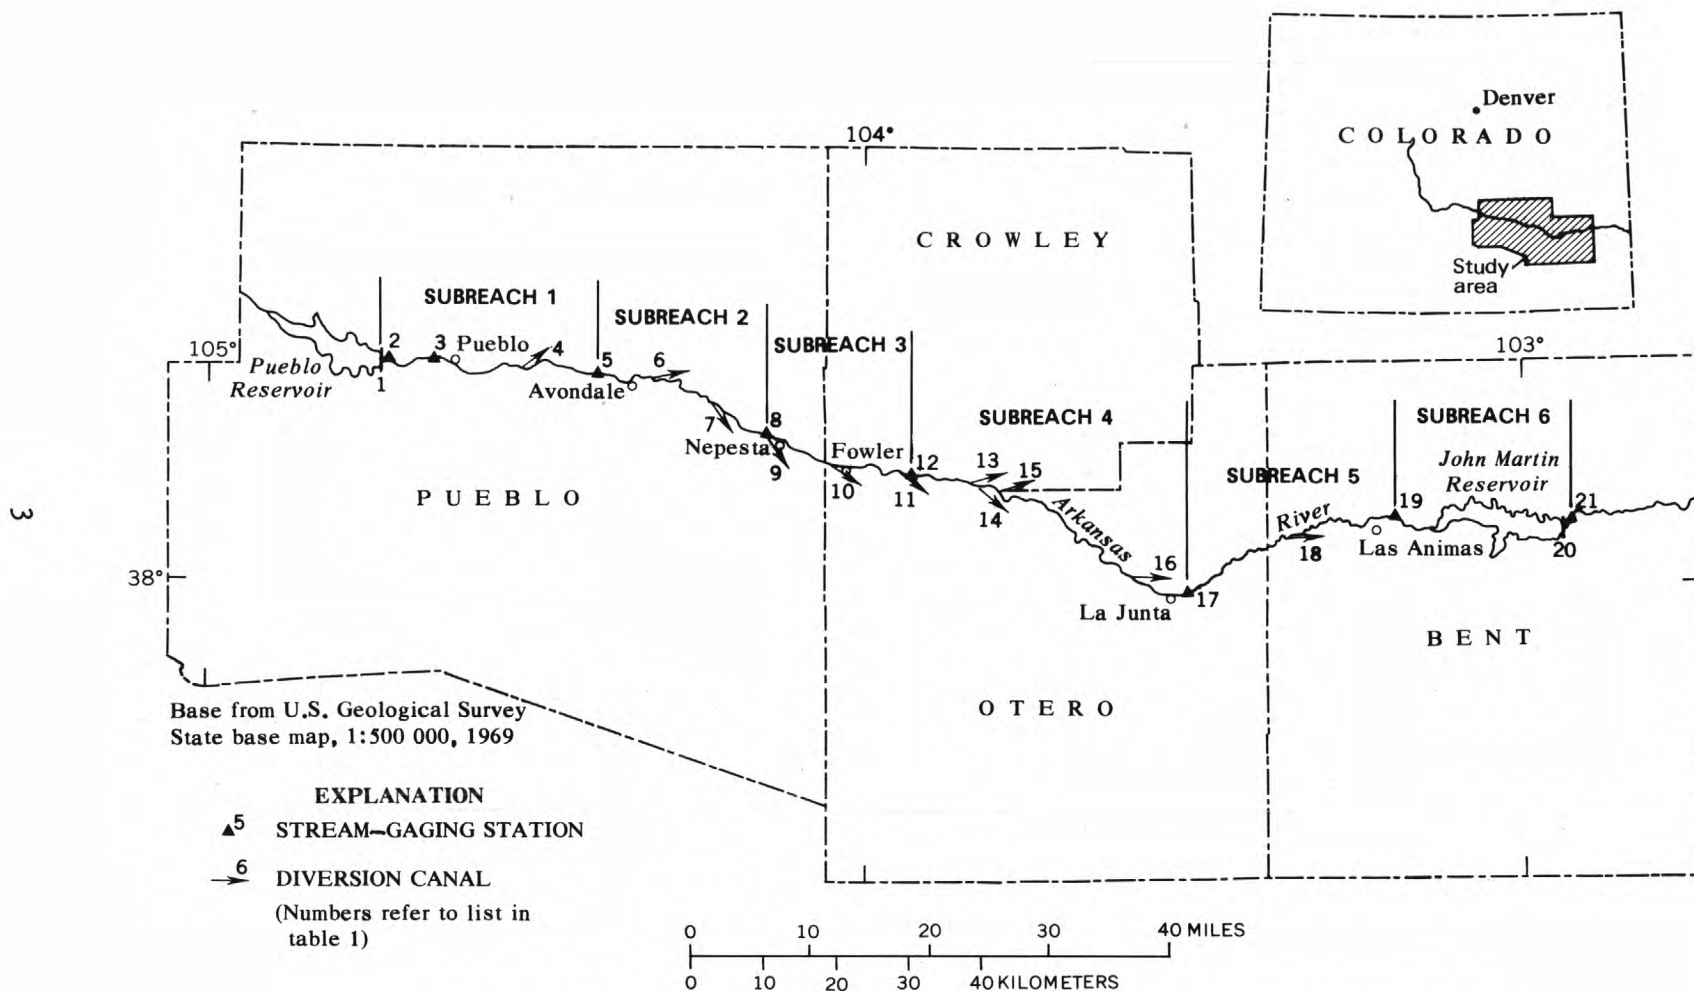 Denver
COLORADO
Study
area
104°
CROWLEY
SUBREACH 1
SUBREACH 2
SUBREACH 3
105°
103°
Pueblo
Reservoir
1
2
3
Pueblo
4
5
Avondale
6
7
Nepesta
8
9
Fowler
10
11
12
SUBREACH 4
13
14
15
Arkansas
River
16
La Junta
17
SUBREACH 5
18
SUBREACH 6
John Martin
Reservoir
19
Las Animas
20
21
PUEBLO
38°
OTERO
BENT
Base from U.S. Geological Survey
State base map, 1:500 000, 1969
EXPLANATION
5 STREAM-GAGING STATION
6 DIVERSION CANAL
(Numbers refer to list in
table 1)
0 10 20 30 40 MILES
0 10 20 30 40 KILOMETERS
3